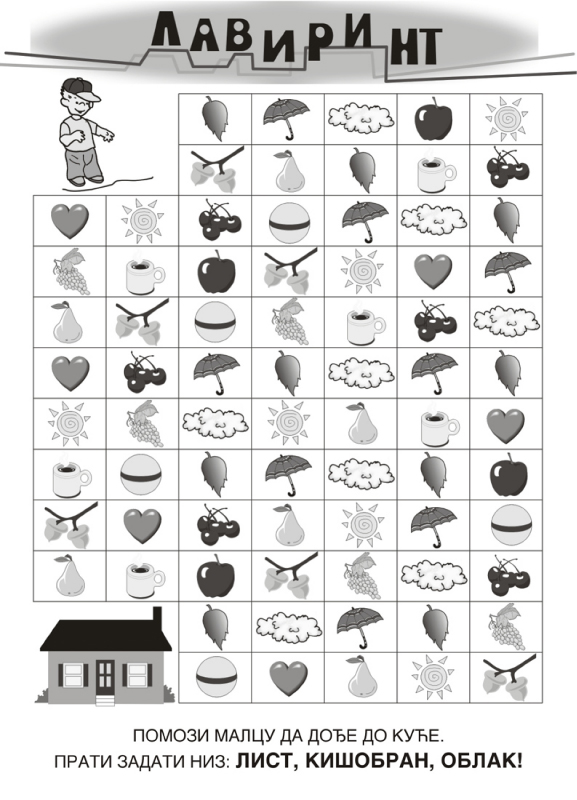 ЛАВИРИНТ
ПОМОЗИ МАЛЦУ ДА ДОЂЕ ДО КУЋЕ.
ПРАТИ ЗАДАТИ НИЗ: ЛИСТ, КИШОБРАН, ОБЛАК!